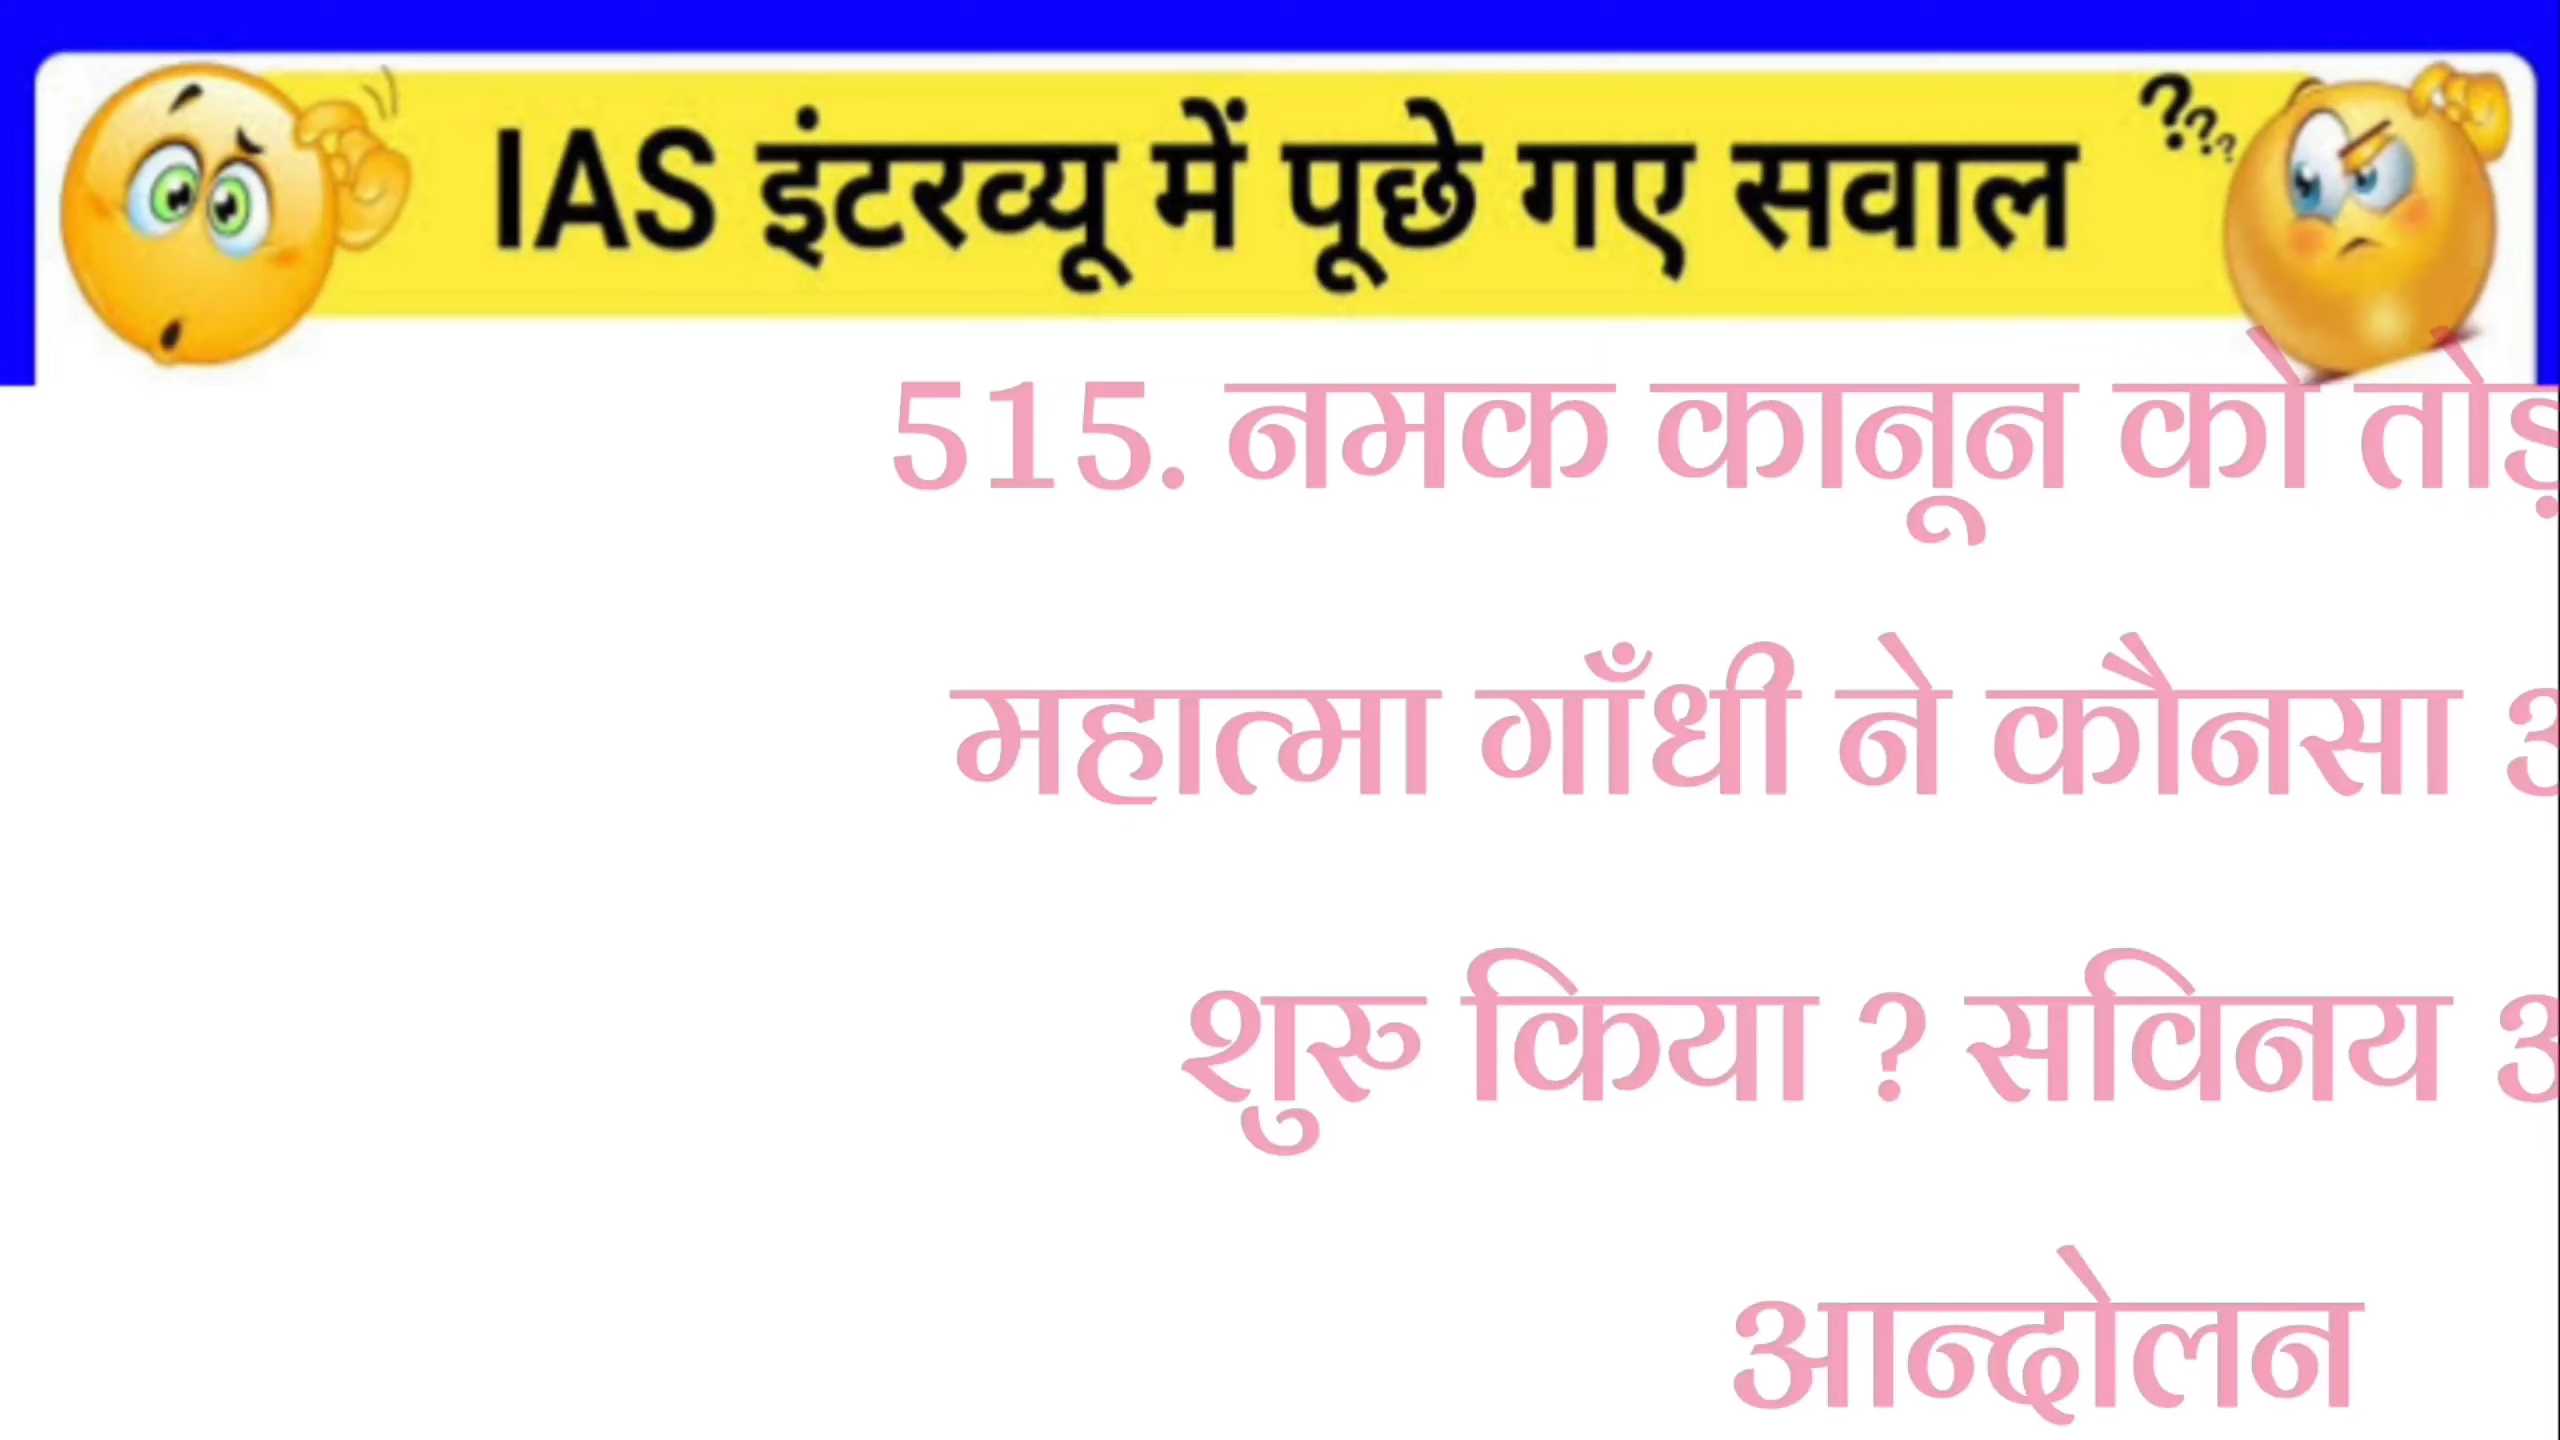 IAS इंटरव्यू में पूछे गए सवाल
???
515. नमक कानून को तोड़
महात्मा गाँधी ने कौनसा
शुरु किया ? सविनय
आन्दोलन